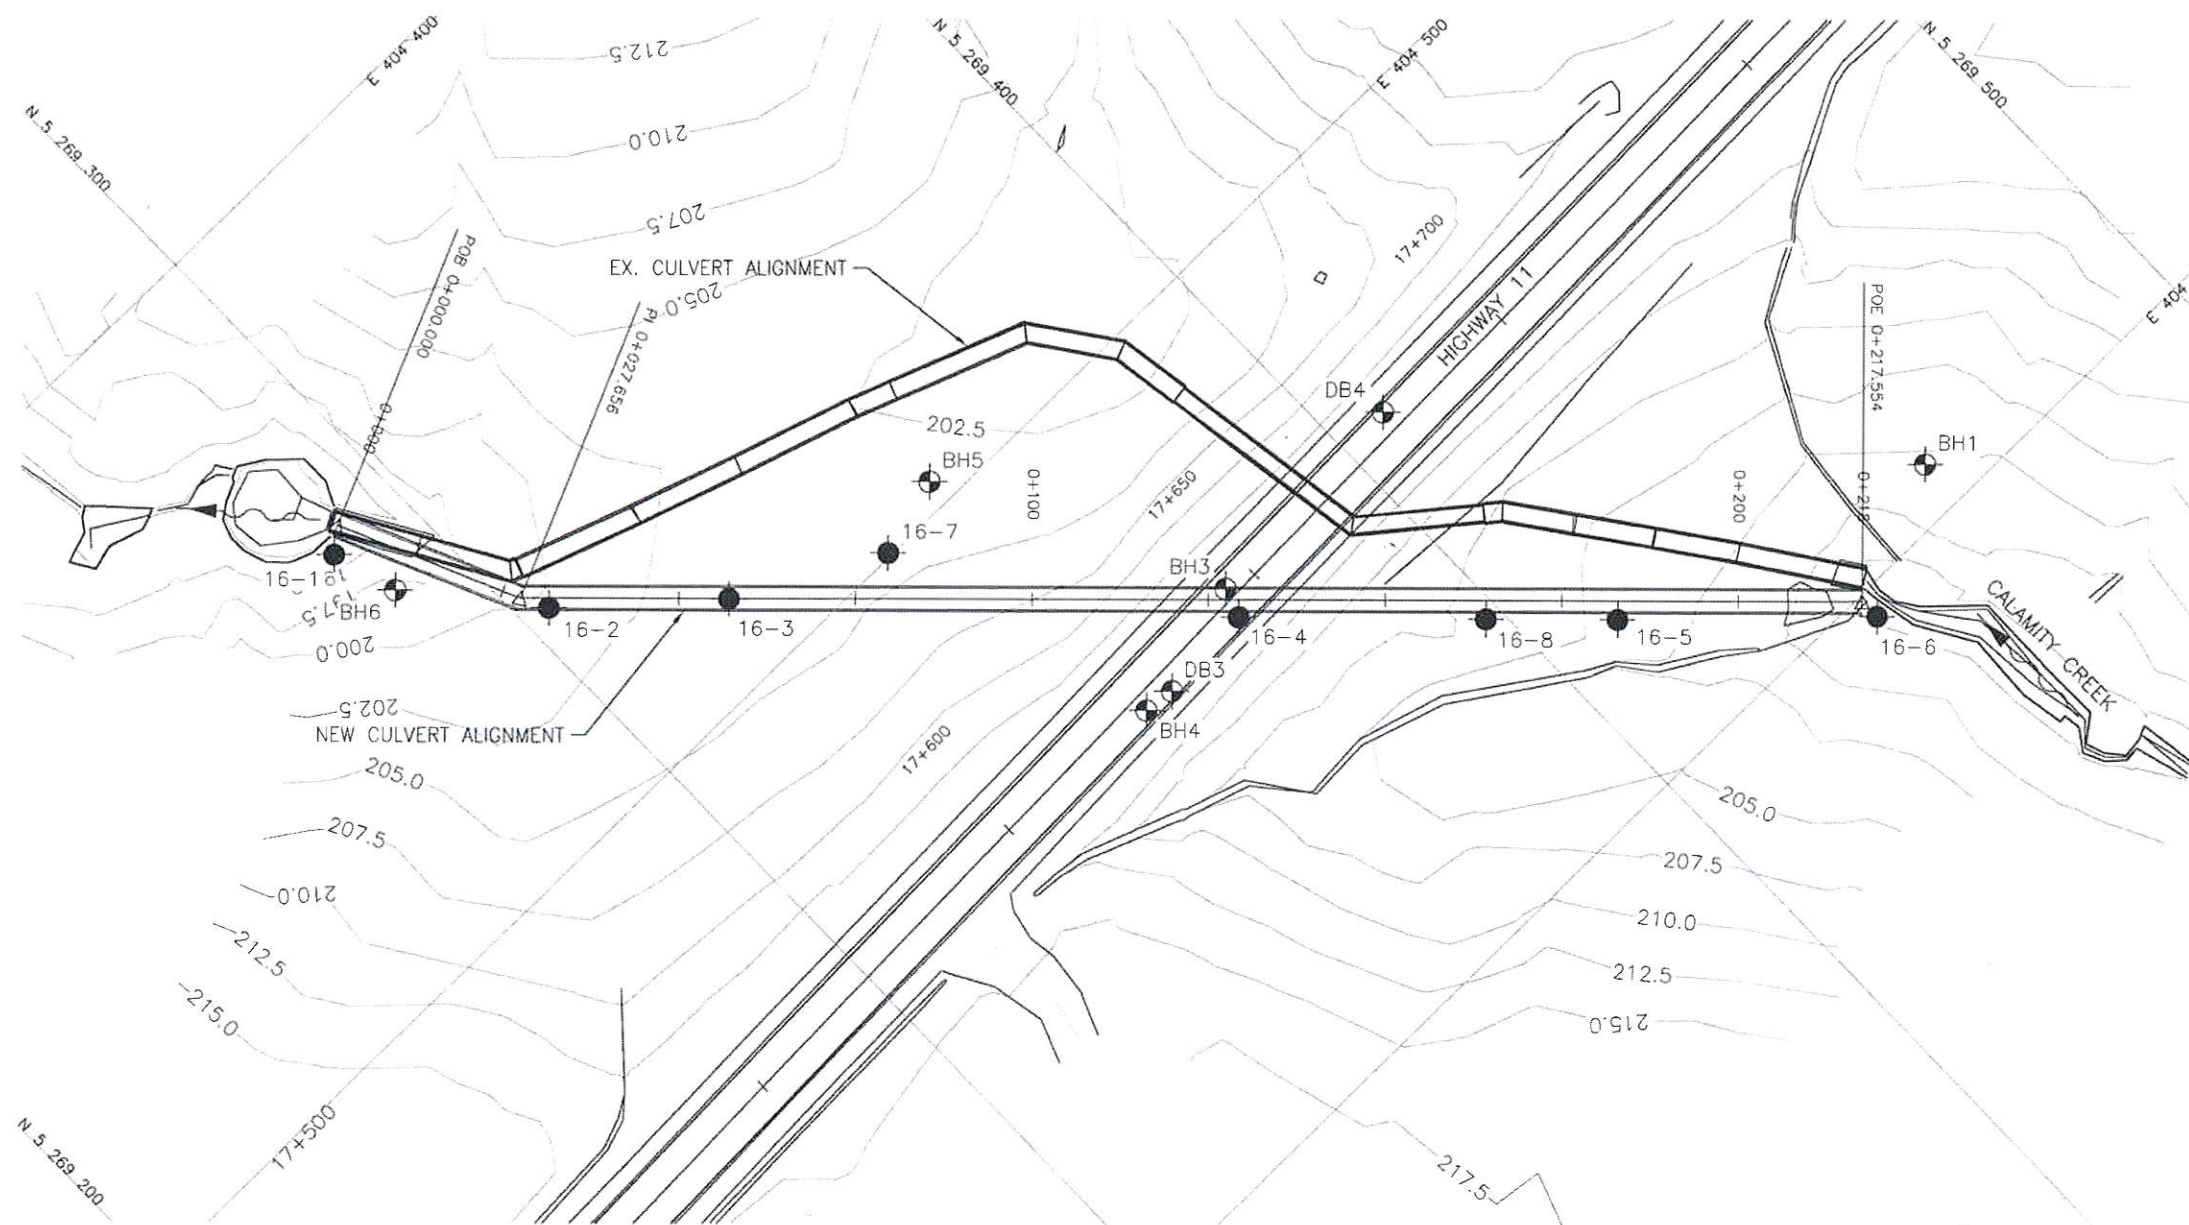 E 404 400
N 5 269 400
E 404 500
N 5 269 500
212.5
N 5 269 300
210.0
207.5
17+700
POB 0+000.000
EX. CULVERT ALIGNMENT
205.0
PI 0+027.656
HIGHWAY 11
POE 0+217.554
E 404
DB4
0+000
202.5
BH5
BH1
0+100
17+650
0+200
16-7
16-1
BH3
BH9
16-2
16-3
16-4
16-8
16-5
16-6
CALAMITY CREEK
200.0
DB3
202.5
NEW CULVERT ALIGNMENT
BH4
17+600
205.0
205.0
207.5
207.5
210.0
210.0
212.5
212.5
215.0
215.0
17+500
N 5 269 200
217.5